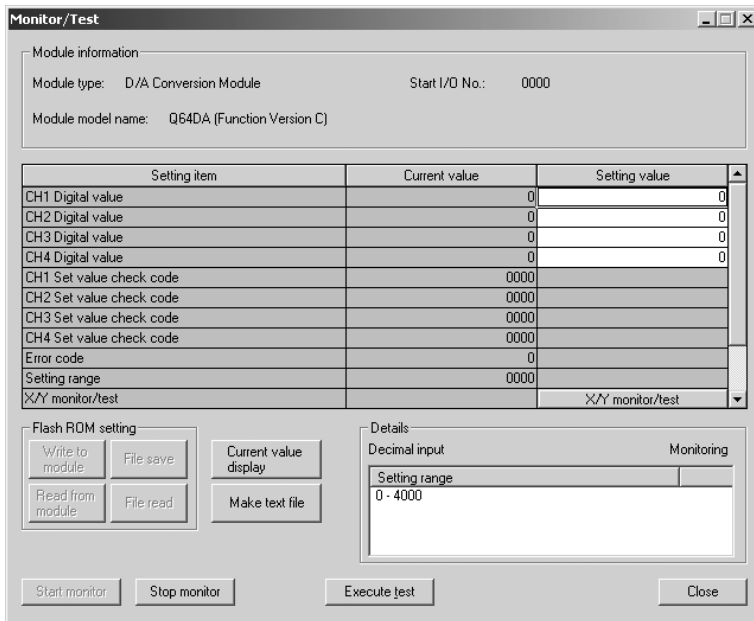 Monitor/Test
Module information
Module type: D/A Conversion Module Start I/O No.: 0000
Module model name: Q64DA (Function Version C)
Setting item Current value Setting value
CH1 Digital value 0 0
CH2 Digital value 0 0
CH3 Digital value 0 0
CH4 Digital value 0 0
CH1 Set value check code 0000
CH2 Set value check code 0000
CH3 Set value check code 0000
CH4 Set value check code 0000
Error code 0
Setting range 0000
X/Y monitor/test X/Y monitor/test
Flash ROM setting
Write to
module
File save
Read from
module
File read
Current value
display
Make text file
Details
Decimal input Monitoring
Setting range
0 - 4000
Start monitor Stop monitor Execute test Close